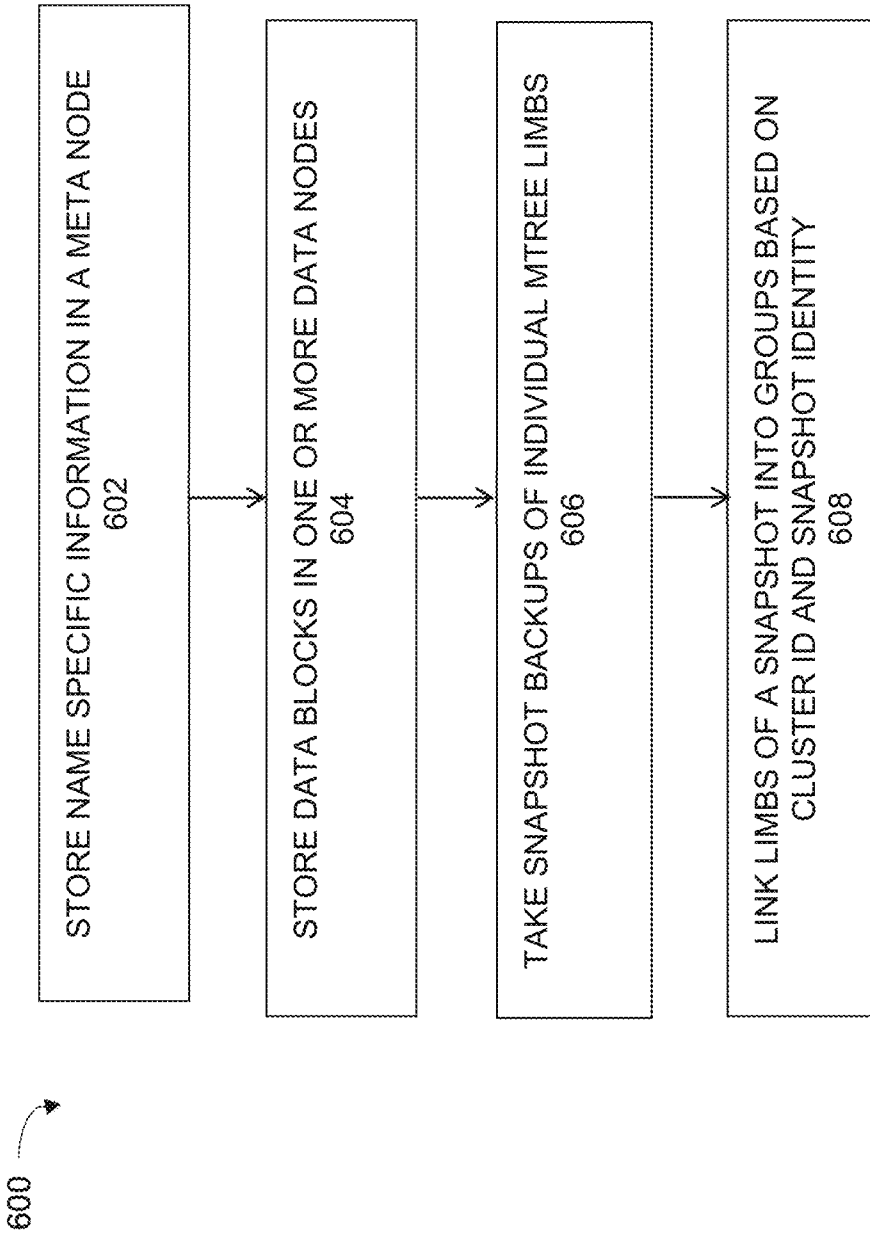 600
STORE NAME SPECIFIC INFORMATION IN A META NODE
602
STORE DATA BLOCKS IN ONE OR MORE DATA NODES
604
TAKE SNAPSHOT BACKUPS OF INDIVIDUAL MTREE LIMBS
606
LINK LIMBS OF A SNAPSHOT INTO GROUPS BASED ON
CLUSTER ID AND SNAPSHOT IDENTITY
608